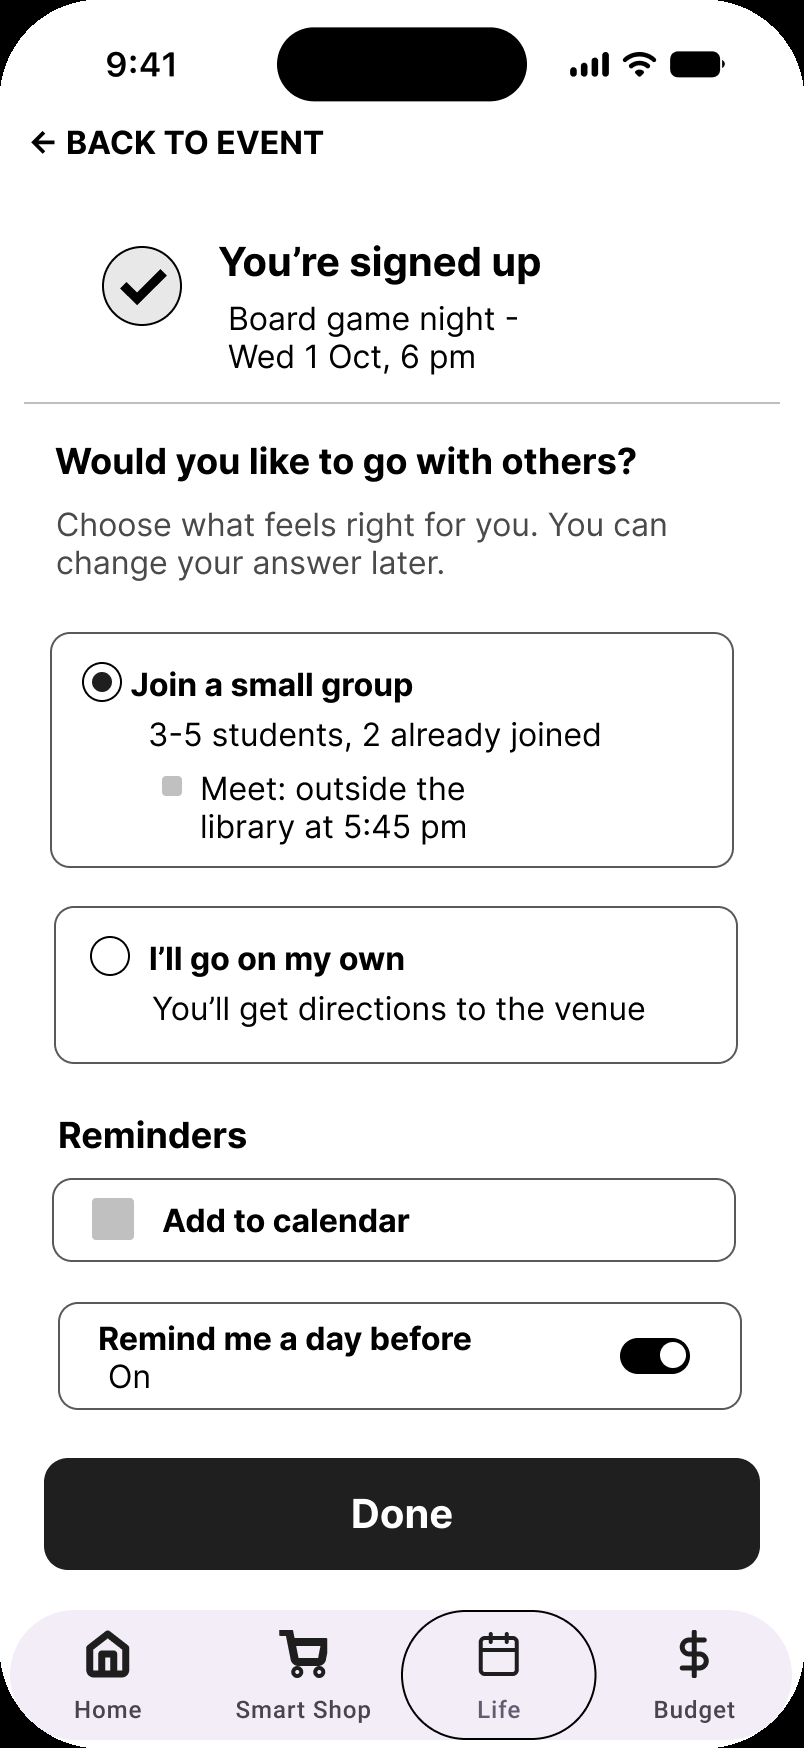 9:41
← BACK TO EVENT
You’re signed up
Board game night -
Wed 1 Oct, 6 pm
Would you like to go with others?
Choose what feels right for you. You can
change your answer later.
Join a small group
3-5 students, 2 already joined
Meet: outside the
library at 5:45 pm
I’ll go on my own
You’ll get directions to the venue
Reminders
Add to calendar
Remind me a day before
On
Done
Home
Smart Shop
Life
Budget